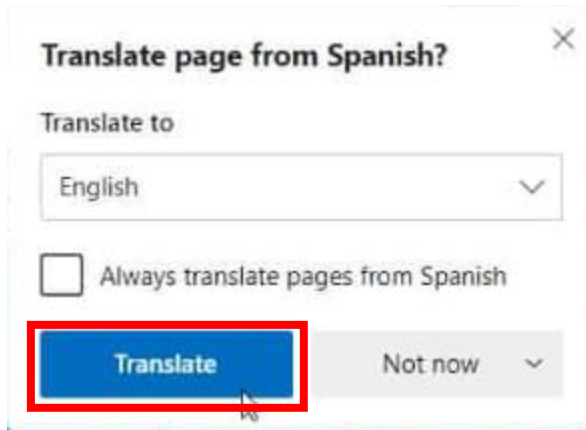 Translate page from Spanish?
Translate to
English
Always translate pages from Spanish
Translate
Not now